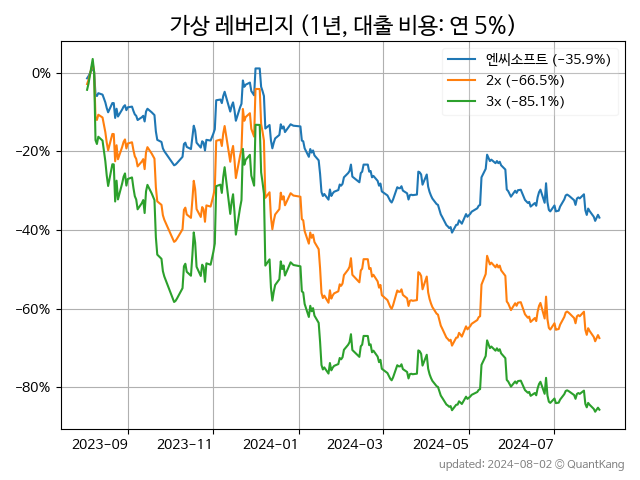 가상 레버리지 (1년, 대출 비용: 연 5%)
엔씨소프트 (−35.9%)
2x (−66.5%)
3x (−85.1%)
0%
−20%
−40%
−60%
−80%
2023-09
2023-11
2024-01
2024-03
2024-05
2024-07
updated: 2024-08-02 © QuantKang